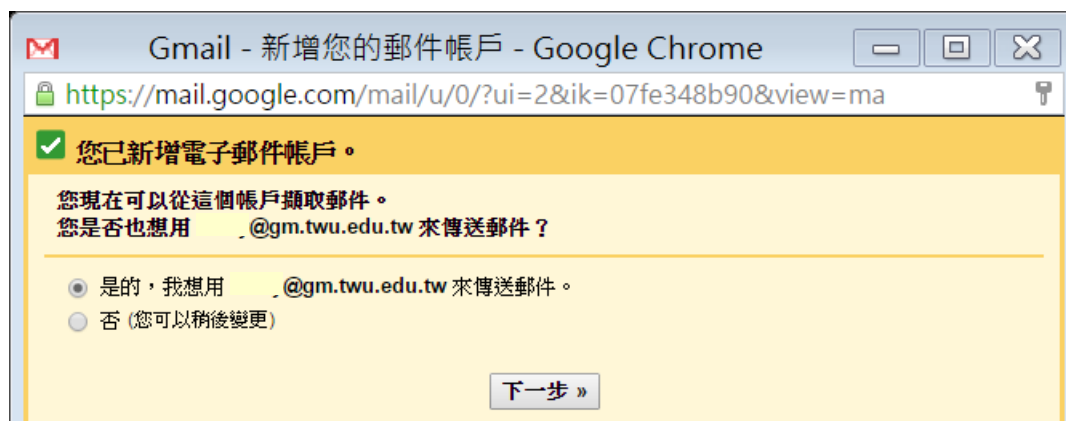 Gmail - 新增您的郵件帳戶 - Google Chrome
https://mail.google.com/mail/u/0/?ui=2&ik=07fe348b90&view=ma
您已新增電子郵件帳戶。
您現在可以從這個帳戶擷取郵件。
您是否也想用 @gm.twu.edu.tw 來傳送郵件？
是的，我想用 @gm.twu.edu.tw 來傳送郵件。
否 (您可以稍後變更)
下一步 »